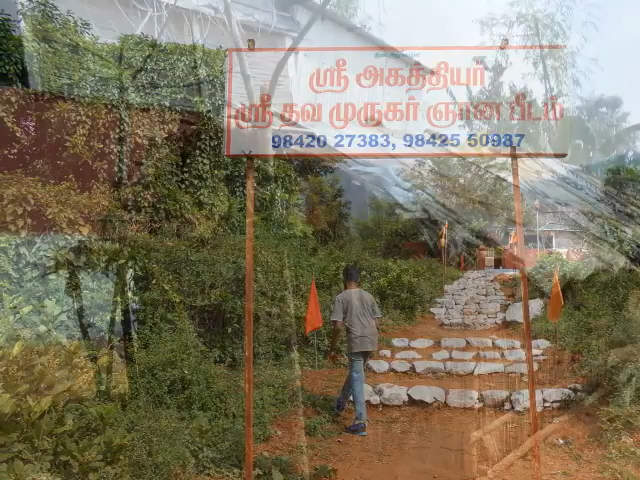 ஸ்ரீ அகத்தியர்
ஸ்ரீ தவ முருகர் ஞான பீடம்
98420 27383, 98425 50987